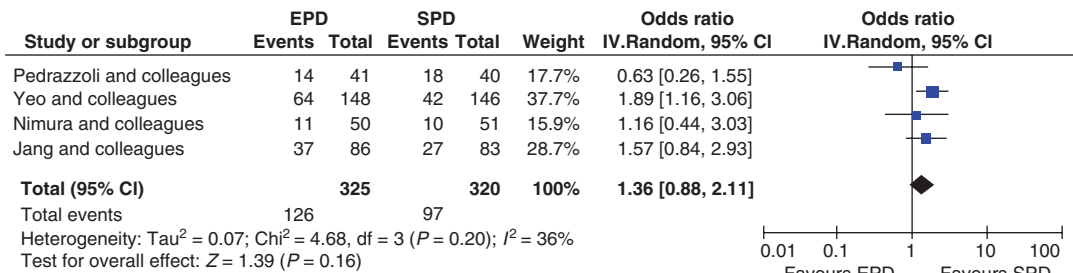 EPD SPD Odds ratio Odds ratio
Study or subgroup Events Total Events Total Weight IV.Random, 95% CI IV.Random, 95% CI
Pedrazzoli and colleagues 14 41 18 40 17.7% 0.63 [0.26, 1.55]
Yeo and colleagues 64 148 42 146 37.7% 1.89 [1.16, 3.06]
Nimura and colleagues 11 50 10 51 15.9% 1.16 [0.44, 3.03]
Jang and colleagues 37 86 27 83 28.7% 1.57 [0.84, 2.93]
Total (95% CI) 325 320 100% 1.36 [0.88, 2.11]
Total events 126 97
Heterogeneity: Tau² = 0.07; Chi² = 4.68, df = 3 (P = 0.20); I² = 36%
Test for overall effect: Z = 1.39 (P = 0.16)
0.01 0.1 1 10 100
Favours EPD Favours SPD